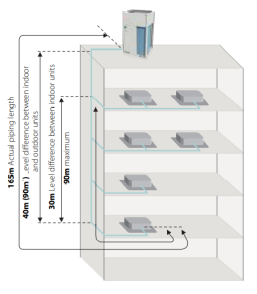 165m Actual piping length
40m (90m ) Level difference between indoor
and outdoor units
30m Level difference between indoor units
90m maximum